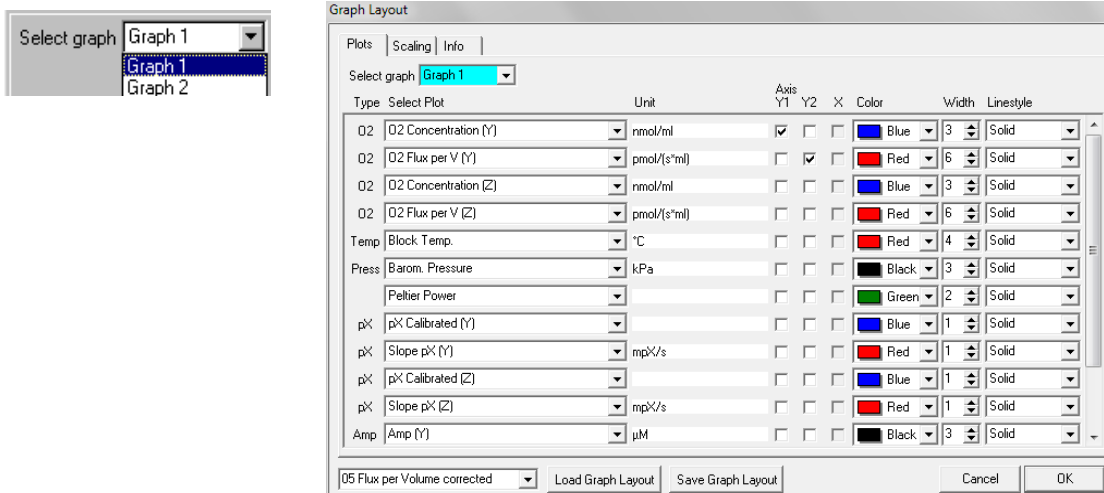 Select graph Graph 1
Graph 1
Graph 2
Graph Layout
Plots Scaling Info
Select graph Graph 1
Axis
Type Select Plot Unit Y1 Y2 X Color Width Linestyle
O2 O2 Concentration (Y) nmol/ml Blue 3 Solid
O2 O2 Flux per V (Y) pmol/(s*ml) Red 6 Solid
O2 O2 Concentration (Z) nmol/ml Blue 3 Solid
O2 O2 Flux per V (Z) pmol/(s*ml) Red 6 Solid
Temp Block Temp. °C Red 4 Solid
Press Barom. Pressure kPa Black 3 Solid
Peltier Power Green 2 Solid
pX pX Calibrated (Y) Blue 1 Solid
pX Slope pX (Y) mpX/s Red 1 Solid
pX pX Calibrated (Z) Blue 1 Solid
pX Slope pX (Z) mpX/s Red 1 Solid
Amp Amp (Y) µM Black 3 Solid
05 Flux per Volume corrected Load Graph Layout Save Graph Layout Cancel OK